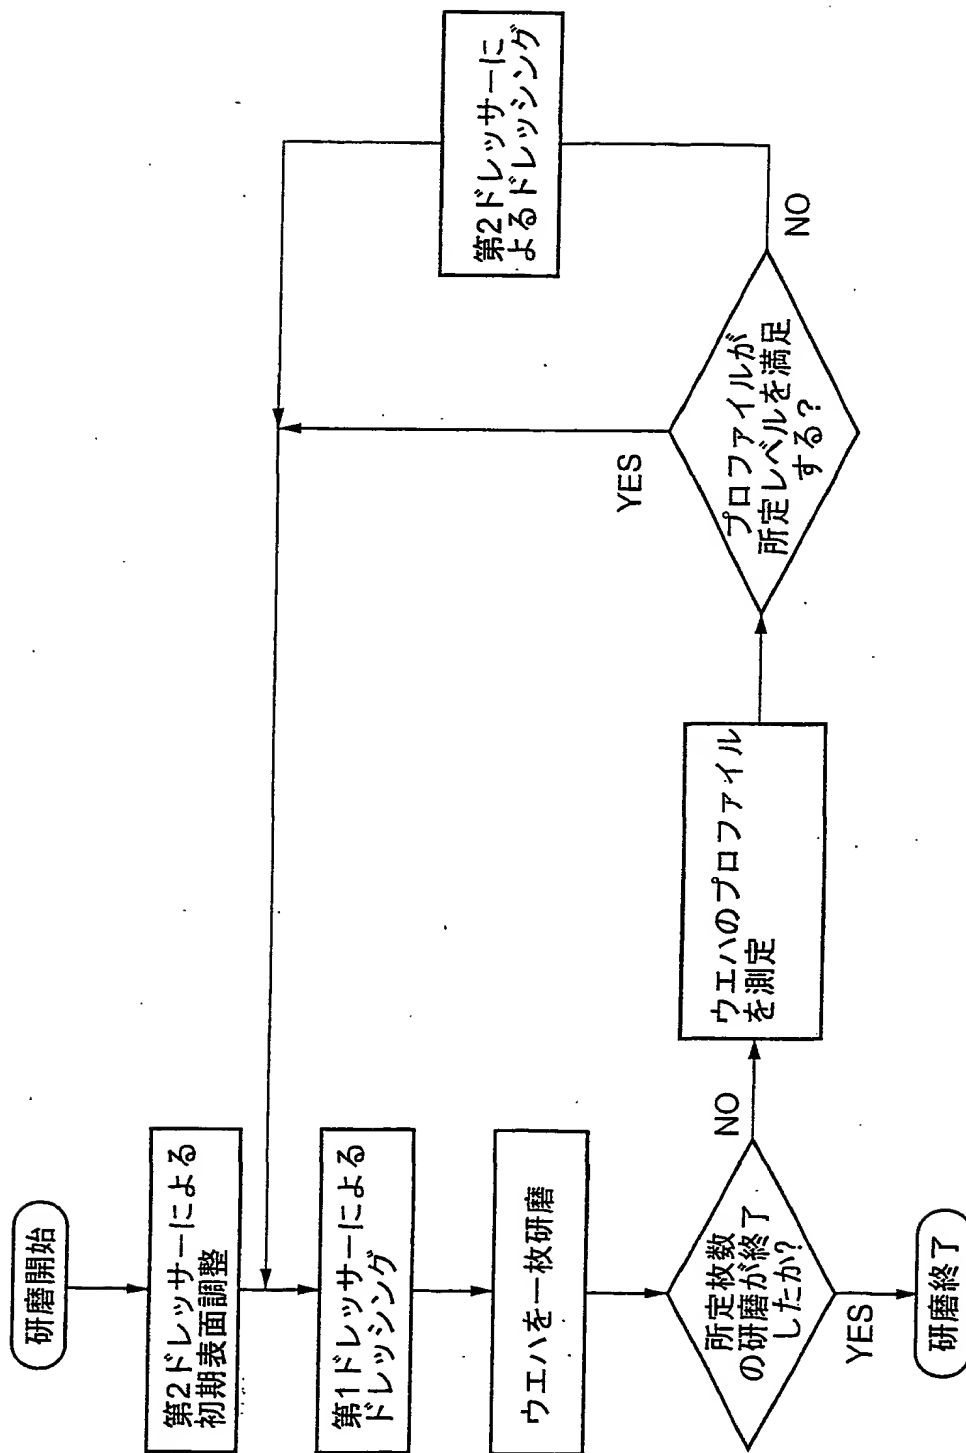 研磨開始
第2ドレッサーによる
初期表面調整
第1ドレッサーによる
ドレッシング
ウエハを一枚研磨
所定枚数
の研磨が終了
したか？
YES
研磨終了
NO
ウエハのプロファイル
を測定
プロファイルが
所定レベルを満足
する？
YES
NO
第2ドレッサーに
よるドレッシング